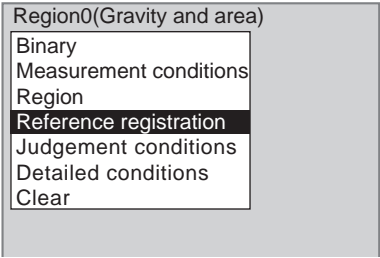 Region0(Gravity and area)
Binary
Measurement conditions
Region
Reference registration
Judgement conditions
Detailed conditions
Clear